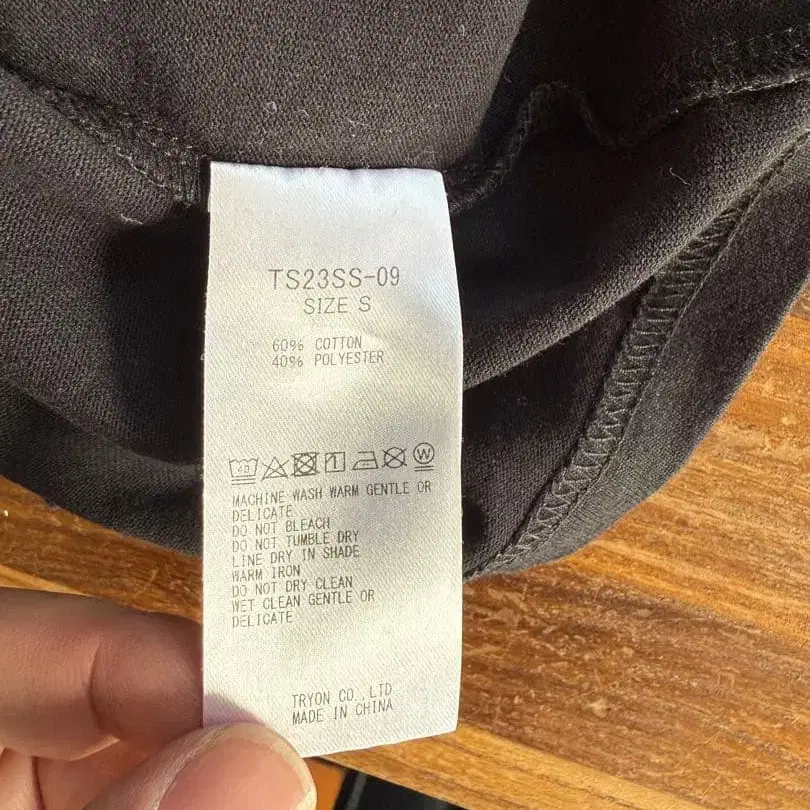 TS23SS-09
SIZE S
60% COTTON
40% POLYESTER
40
W
MACHINE WASH WARM GENTLE OR
DELICATE
DO NOT BLEACH
DO NOT TUMBLE DRY
LINE DRY IN SHADE
WARM IRON
DO NOT DRY CLEAN
WET CLEAN GENTLE OR
DELICATE
TRYON CO., LTD
MADE IN CHINA